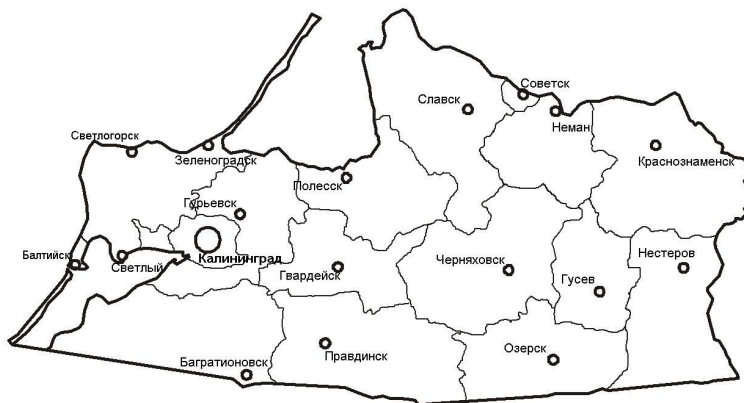 Советск
Славск
Неман
Светлогорск
Зеленоградск
Краснознаменск
Полесск
Гурьевск
Балтийск
Светлый
Калининград
Гвардейск
Черняховск
Гусев
Нестеров
Багратионовск
Правдинск
Озерск